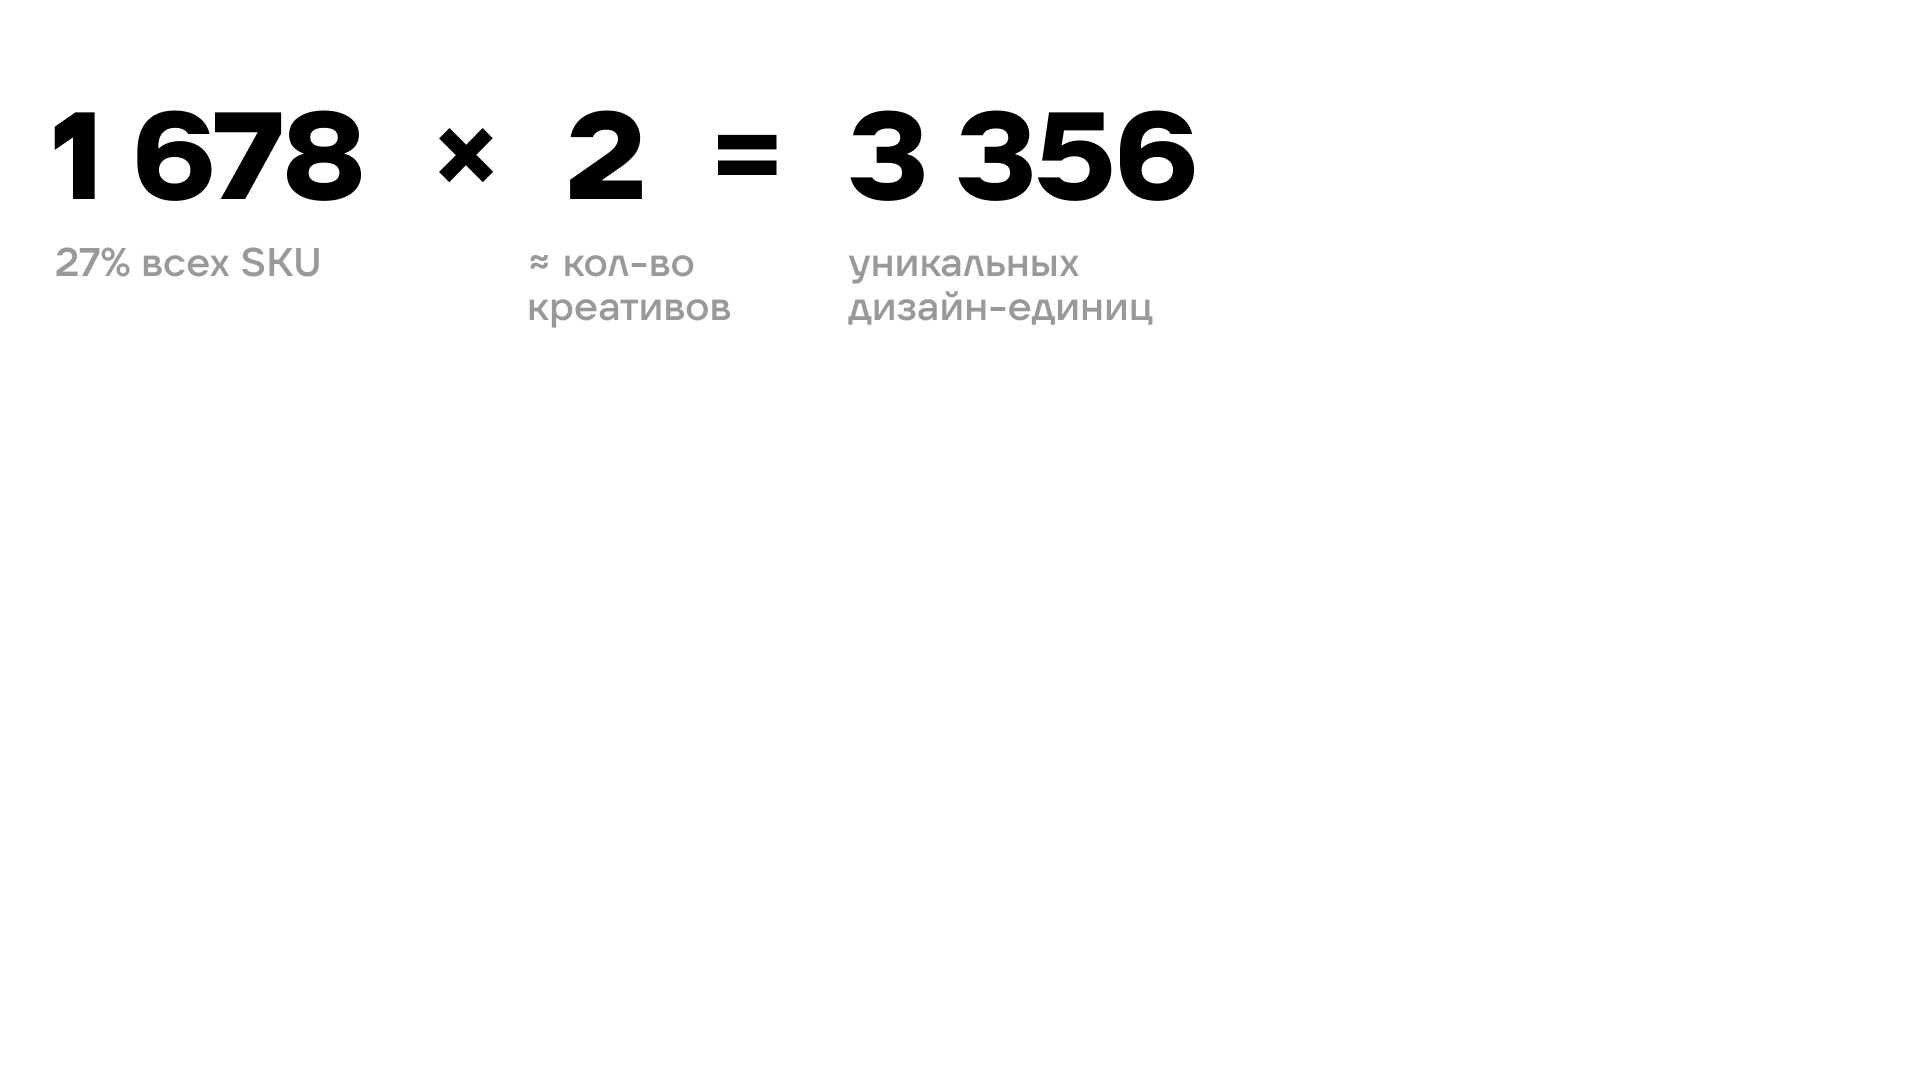 1 678 × 2 = 3 356
27% всех SKU
≈ кол-во
креативов
уникальных
дизайн-единиц